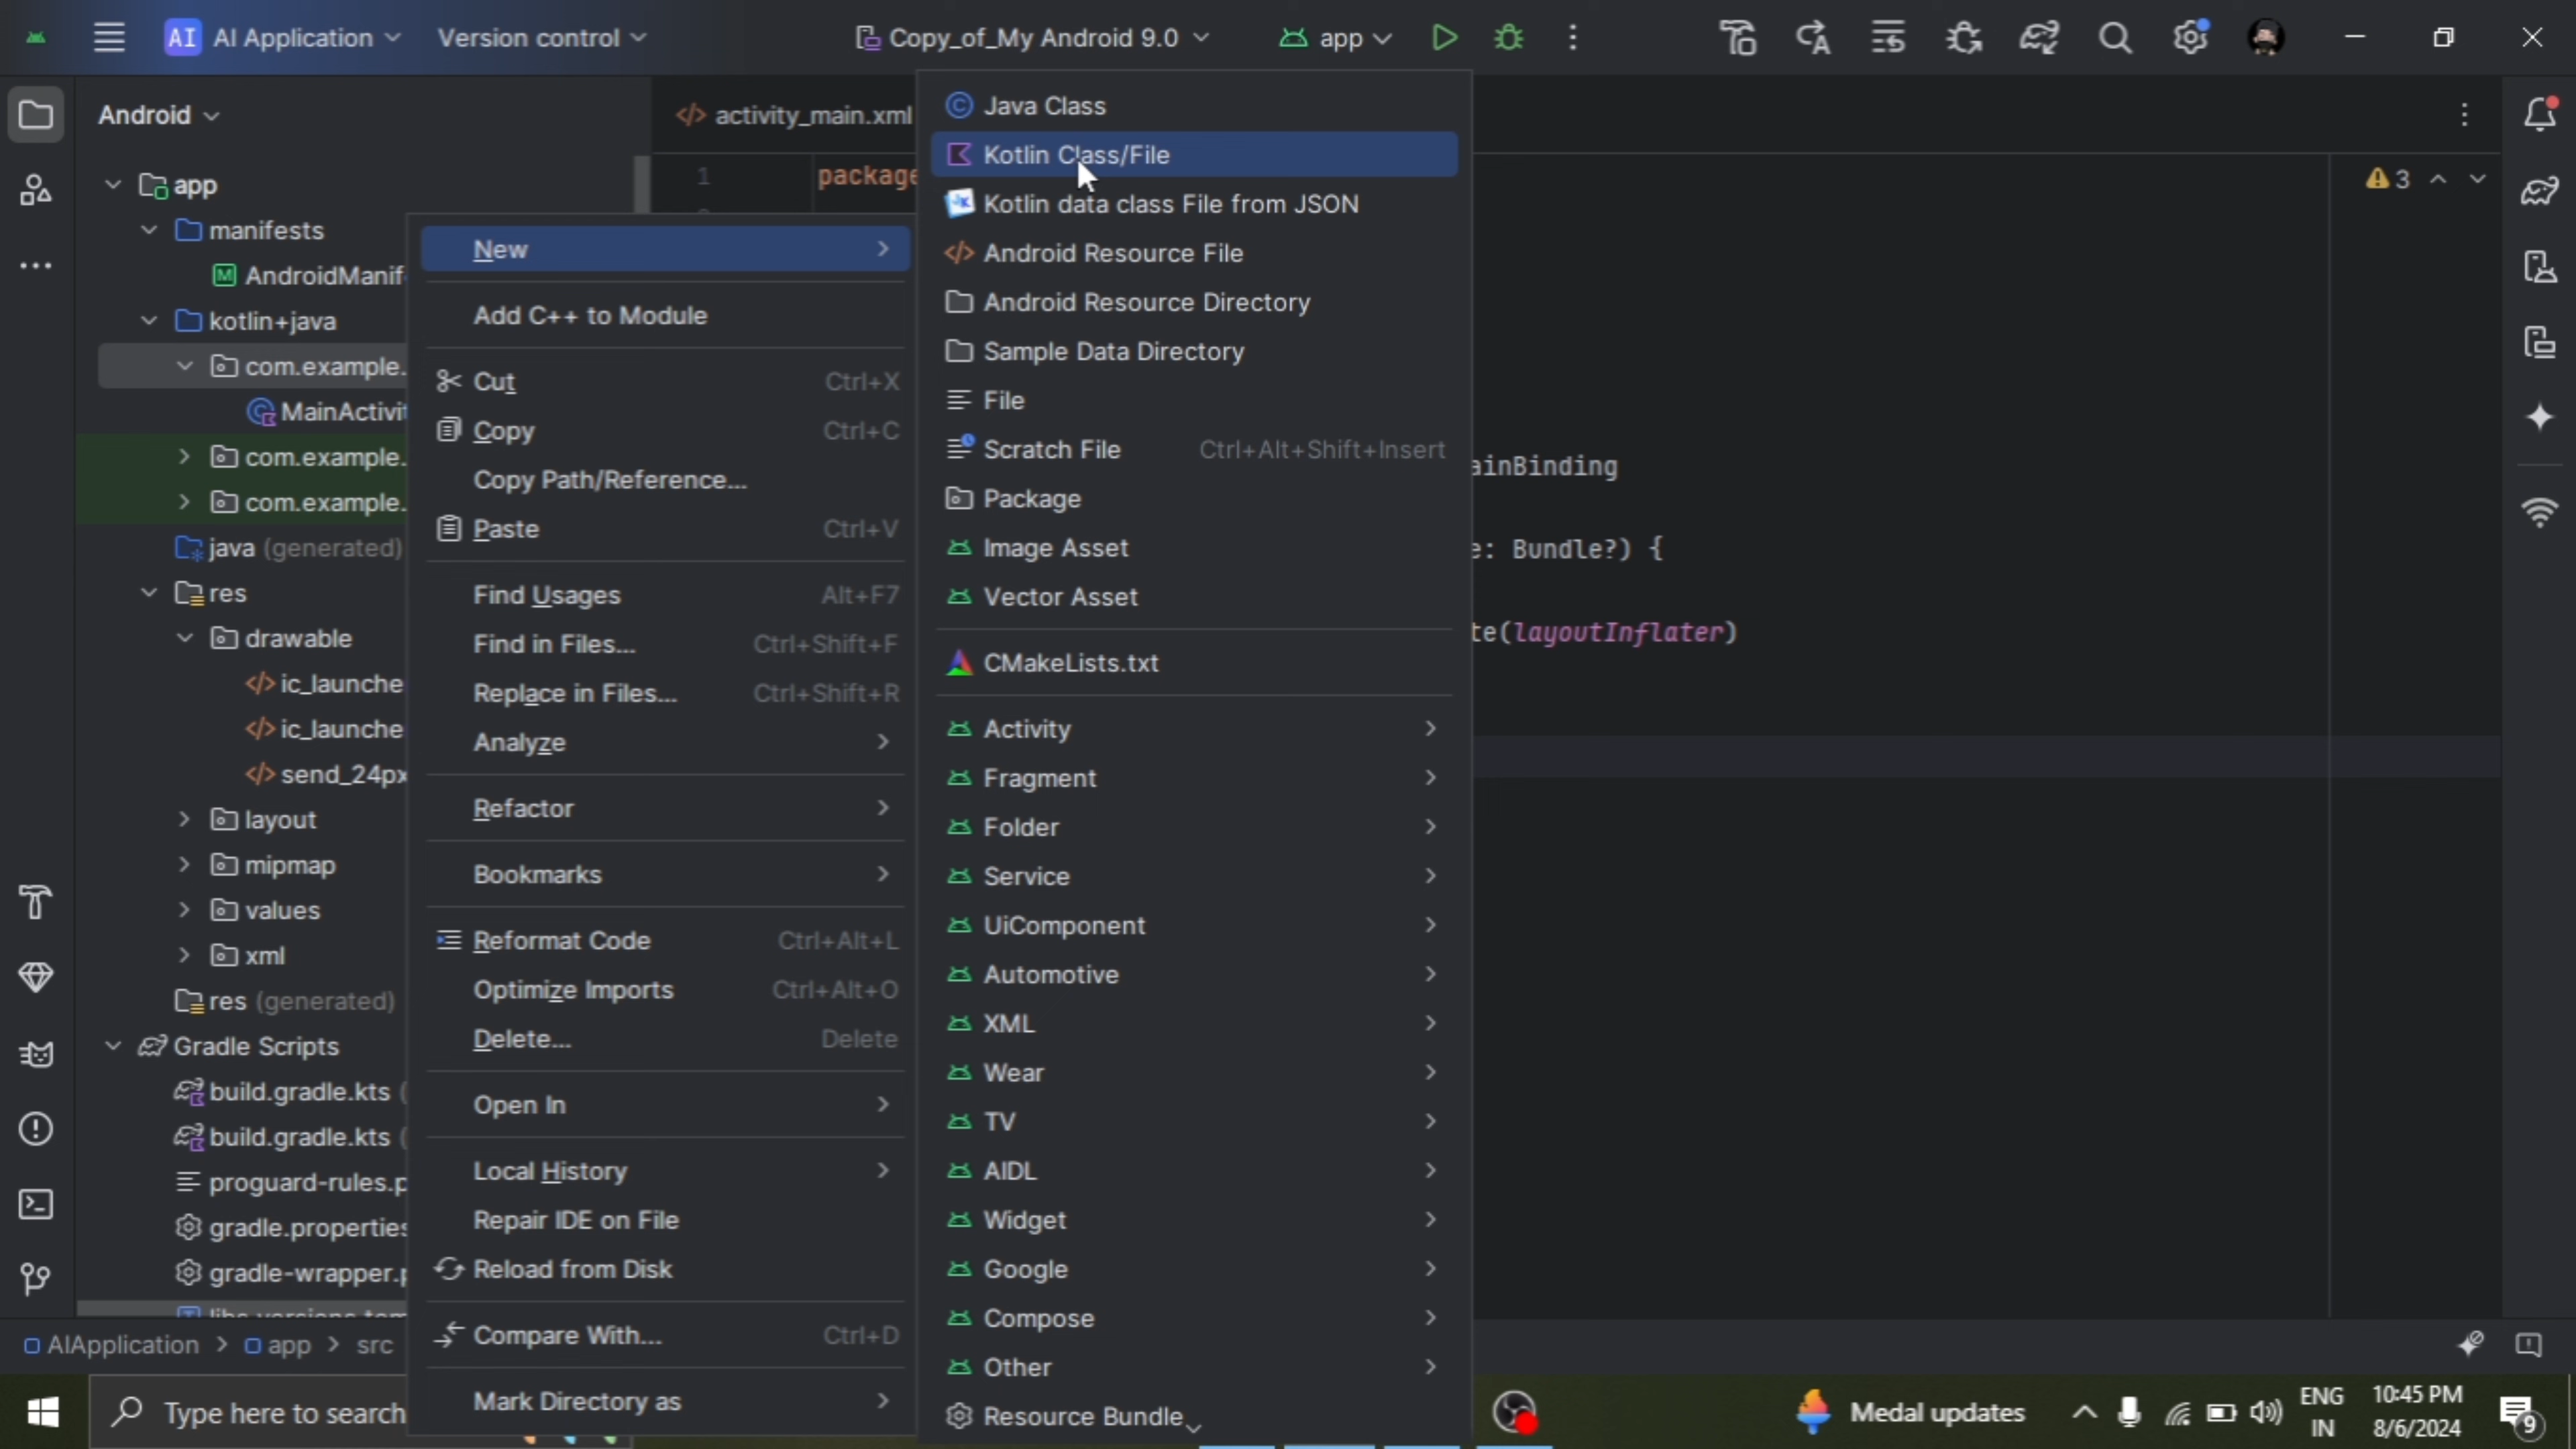 AI AI Application Version control Copy_of_My Android 9.0 app
Android
activity_main.xml
app
manifests
AndroidManif
kotlin+java
com.example.
MainActivit
com.example.
com.example.
java (generated)
res
drawable
ic_launche
ic_launche
send_24px
layout
mipmap
values
xml
res (generated)
Gradle Scripts
build.gradle.kts (
build.gradle.kts (
proguard-rules.p
gradle.properties
gradle-wrapper.p
New
Add C++ to Module
Cut Ctrl+X
Copy Ctrl+C
Copy Path/Reference...
Paste Ctrl+V
Find Usages Alt+F7
Find in Files... Ctrl+Shift+F
Replace in Files... Ctrl+Shift+R
Analyze
Refactor
Bookmarks
Reformat Code Ctrl+Alt+L
Optimize Imports Ctrl+Alt+O
Delete... Delete
Open In
Local History
Repair IDE on File
Reload from Disk
Compare With... Ctrl+D
Mark Directory as
Java Class
Kotlin Class/File
Kotlin data class File from JSON
Android Resource File
Android Resource Directory
Sample Data Directory
File
Scratch File Ctrl+Alt+Shift+Insert
Package
Image Asset
Vector Asset
CMakeLists.txt
Activity
Fragment
Folder
Service
UiComponent
Automotive
XML
Wear
TV
AIDL
Widget
Google
Compose
Other
Resource Bundle
1 package
ainBinding
e: Bundle?) {
te(layoutInflater)
3
AIApplication > app > src
Type here to search
Medal updates
ENG
IN
10:45 PM
8/6/2024
9